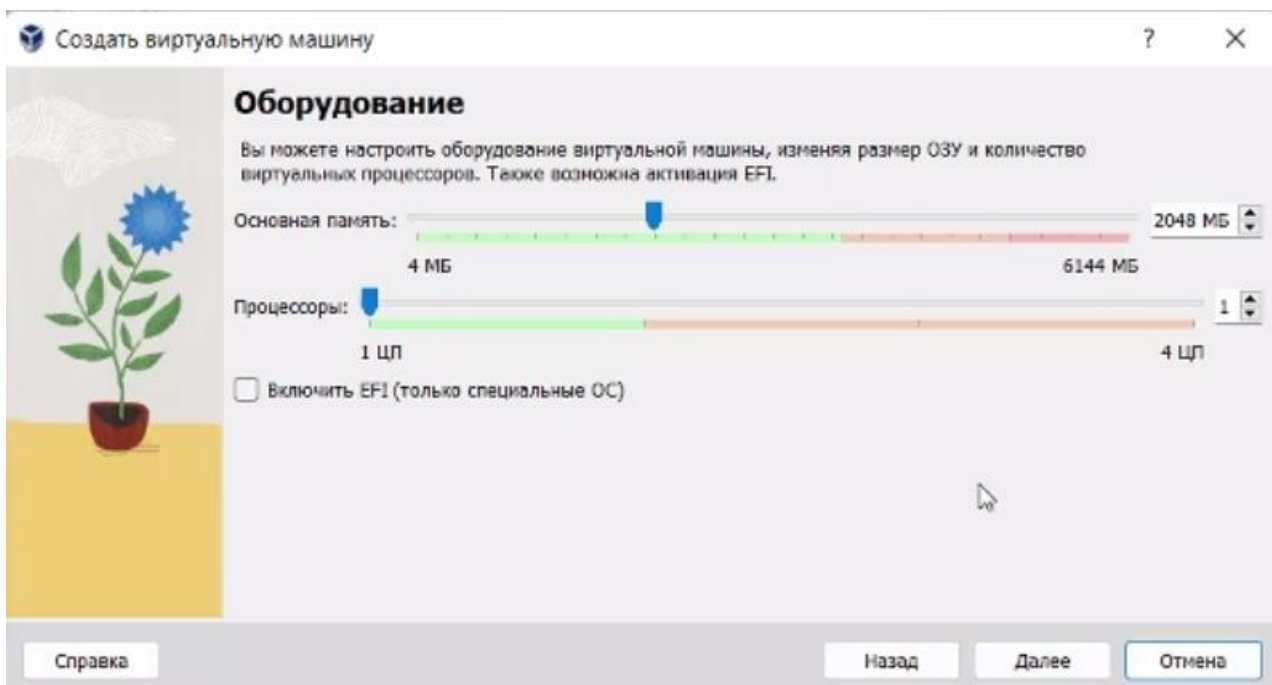 Создать виртуальную машину
?
Оборудование
Вы можете настроить оборудование виртуальной машины, изменяя размер ОЗУ и количество
виртуальных процессоров. Также возможна активация EFI.
Основная память:
2048 МБ
4 МБ
6144 МБ
Процессоры:
1
1 ЦП
4 ЦП
Включить EFI (только специальные ОС)
Справка
Назад
Далее
Отмена